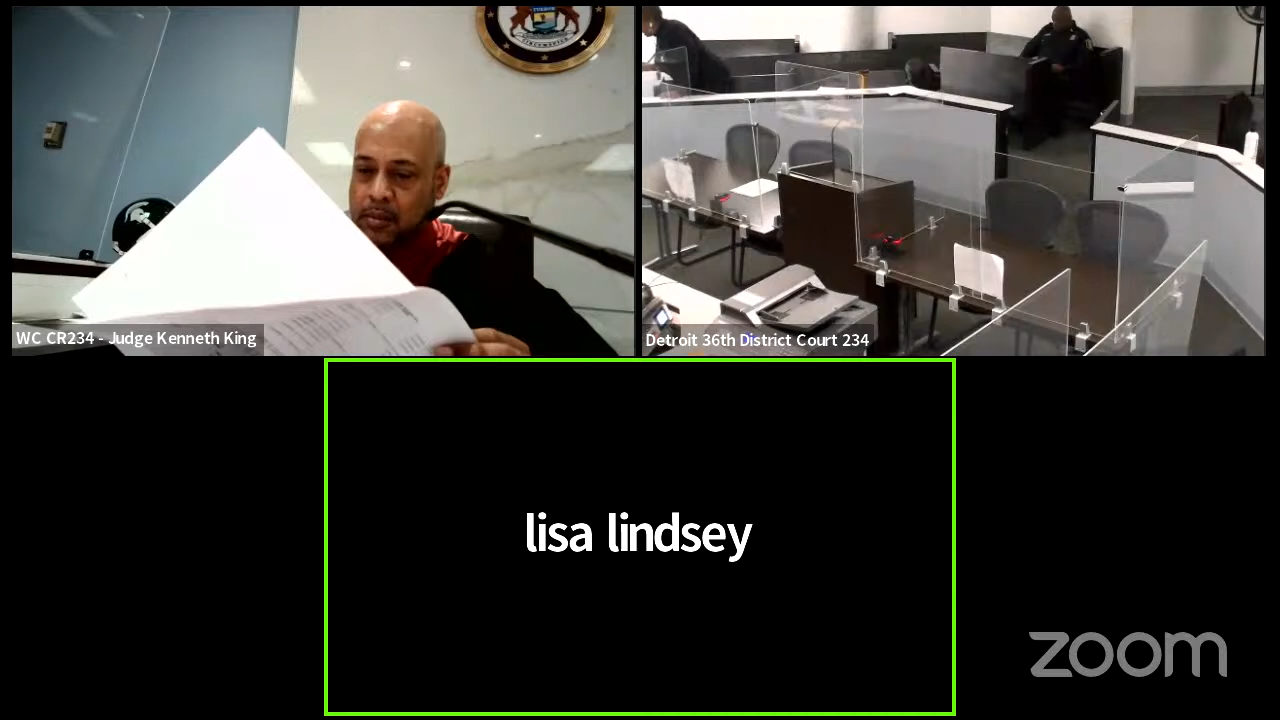 WC CR234 - Judge Kenneth King
Detroit 36th District Court 234
lisa lindsey
zoom